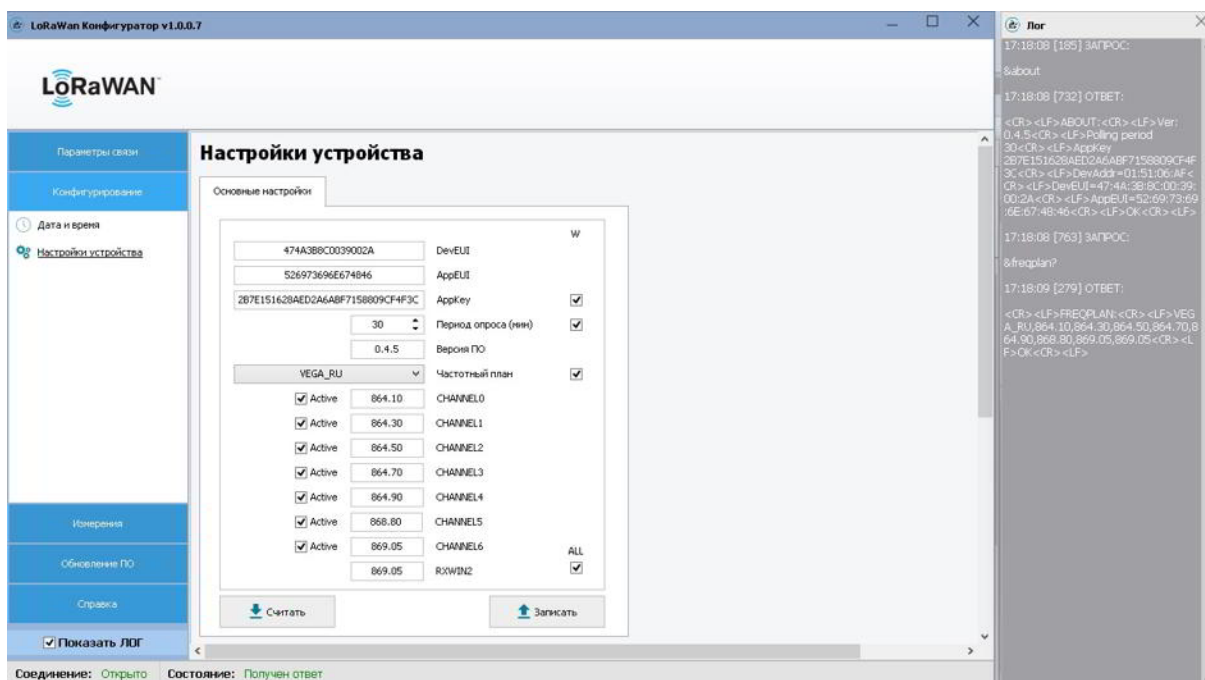 LoRaWan Конфигуратор v1.0.0.7
LoRaWAN™
Параметры связи
Конфигурирование
Дата и время
Настройки устройства
Измерения
Обновление ПО
Справка
Показать ЛОГ
Настройки устройства
Основные настройки
W
474A3B8C0039002A DevEUI
526973696E674846 AppEUI
2B7E151628AED2A6ABF7158809CF4F3C AppKey
30 Период опроса (мин)
0.4.5 Версия ПО
VEGA_RU Частотный план
Active 864.10 CHANNEL0
Active 864.30 CHANNEL1
Active 864.50 CHANNEL2
Active 864.70 CHANNEL3
Active 864.90 CHANNEL4
Active 868.80 CHANNEL5
Active 869.05 CHANNEL6
ALL
869.05 RXWIN2
Считать Записать
Соединение: Открыто Состояние: Получен ответ
Лог
17:18:08 [185] ЗАПРОС:
&about
17:18:08 [732] ОТВЕТ:
<CR><LF>ABOUT:<CR><LF>Ver:
0.4.5<CR><LF>Polling period
30<CR><LF>AppKey
2B7E151628AED2A6ABF7158809CF4F
3C<CR><LF>DevAddr=01:51:06:AF<
CR><LF>DevEUI=47:4A:3B:8C:00:39:
00:2A<CR><LF>AppEUI=52:69:73:69
:6E:67:48:46<CR><LF>OK<CR><LF>
17:18:08 [763] ЗАПРОС:
&freqplan?
17:18:09 [279] ОТВЕТ:
<CR><LF>FREQPLAN:<CR><LF>VEG
A_RU,864.10,864.30,864.50,864.70,8
64.90,868.80,869.05,869.05<CR><L
F>OK<CR><LF>